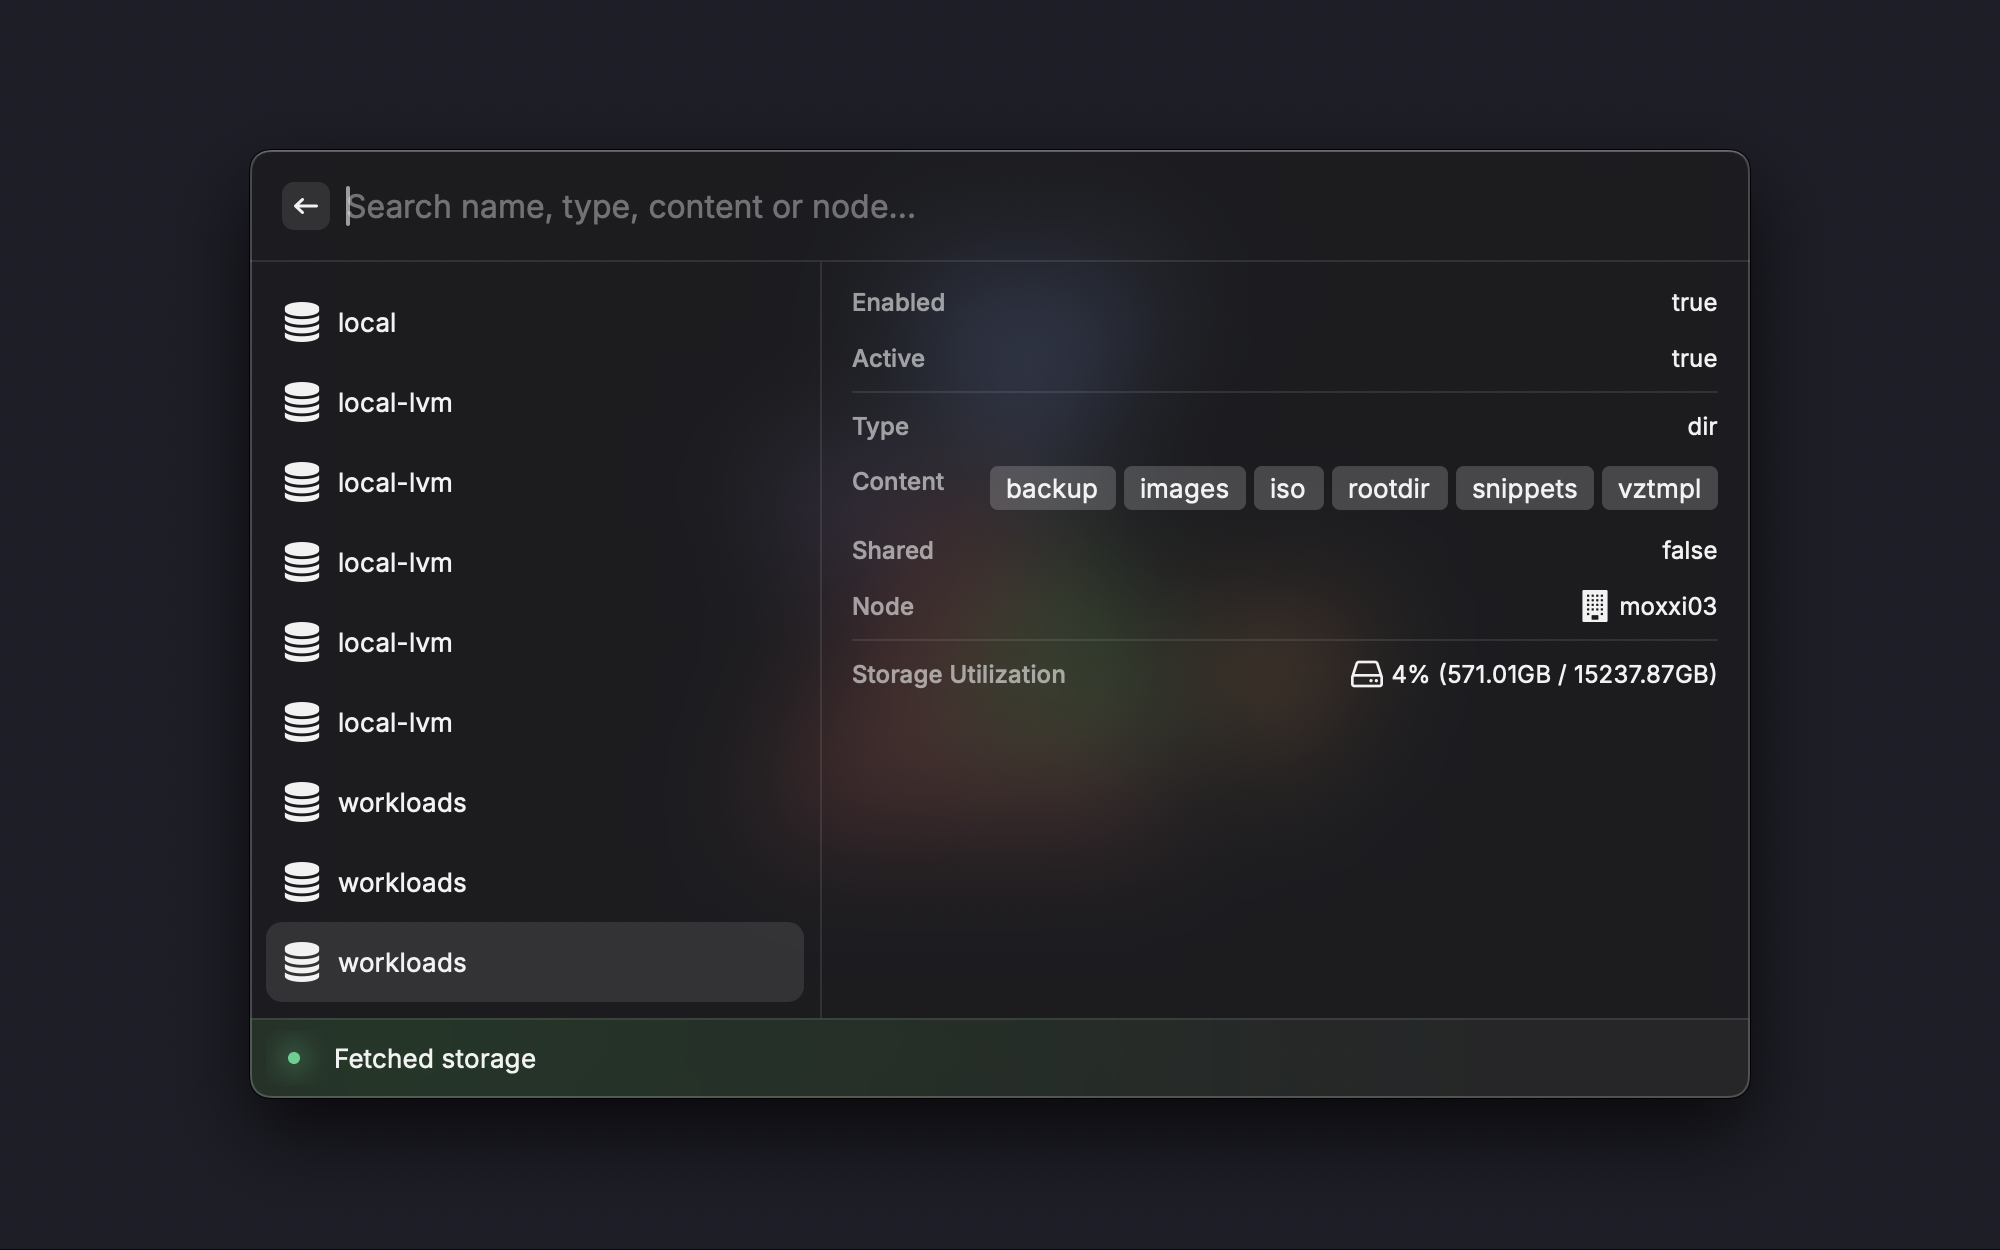 Search name, type, content or node...
local
local-lvm
local-lvm
local-lvm
local-lvm
local-lvm
workloads
workloads
workloads
Enabled true
Active true
Type dir
Content backup images iso rootdir snippets vztmpl
Shared false
Node moxxi03
Storage Utilization 4% (571.01GB / 15237.87GB)
Fetched storage